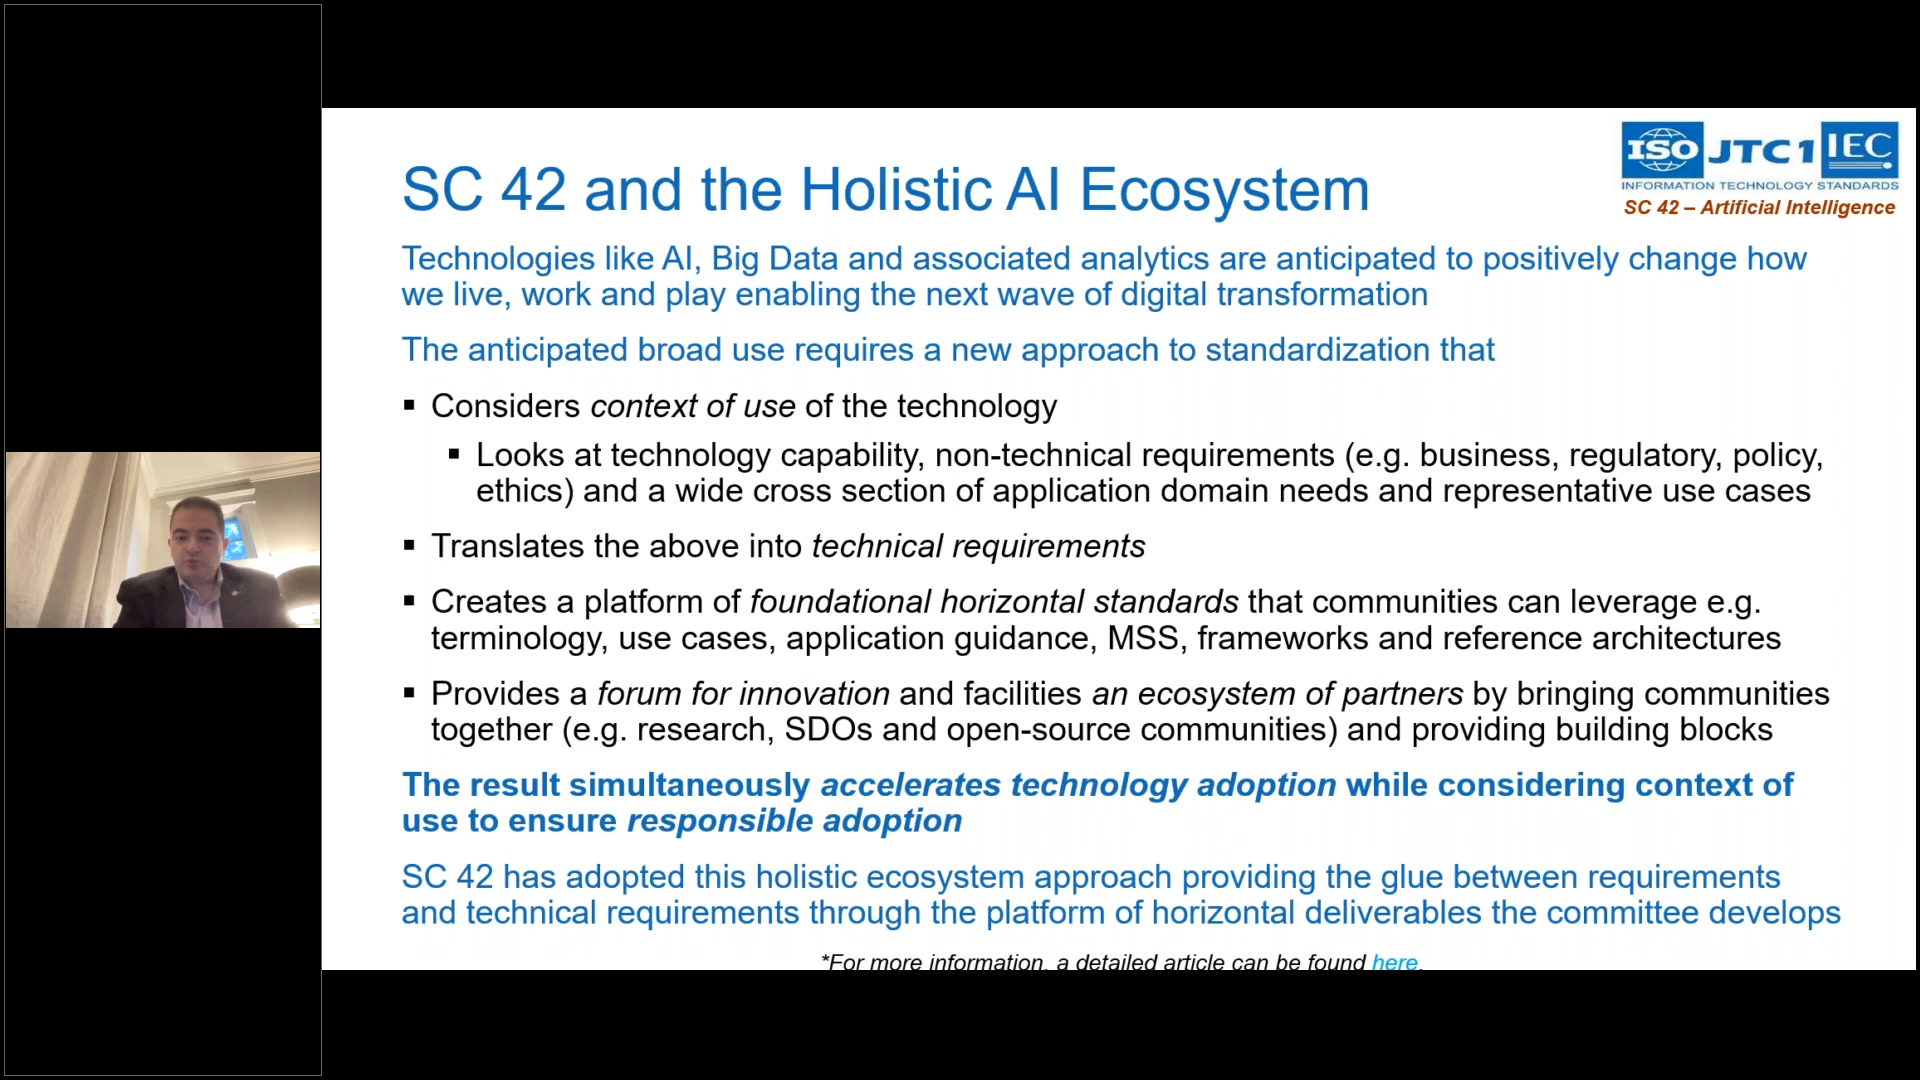 ISO JTC 1 IEC
INFORMATION TECHNOLOGY STANDARDS
SC 42 – Artificial Intelligence
SC 42 and the Holistic AI Ecosystem
Technologies like AI, Big Data and associated analytics are anticipated to positively change how
we live, work and play enabling the next wave of digital transformation
The anticipated broad use requires a new approach to standardization that
▪ Considers context of use of the technology
▪ Looks at technology capability, non-technical requirements (e.g. business, regulatory, policy,
ethics) and a wide cross section of application domain needs and representative use cases
▪ Translates the above into technical requirements
▪ Creates a platform of foundational horizontal standards that communities can leverage e.g.
terminology, use cases, application guidance, MSS, frameworks and reference architectures
▪ Provides a forum for innovation and facilities an ecosystem of partners by bringing communities
together (e.g. research, SDOs and open-source communities) and providing building blocks
The result simultaneously accelerates technology adoption while considering context of
use to ensure responsible adoption
SC 42 has adopted this holistic ecosystem approach providing the glue between requirements
and technical requirements through the platform of horizontal deliverables the committee develops
*For more information, a detailed article can be found here.